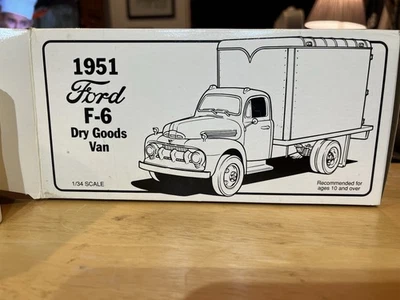 1951
Ford
F-6
Dry Goods
Van
1/34 SCALE
Recommended for
ages 10 and over